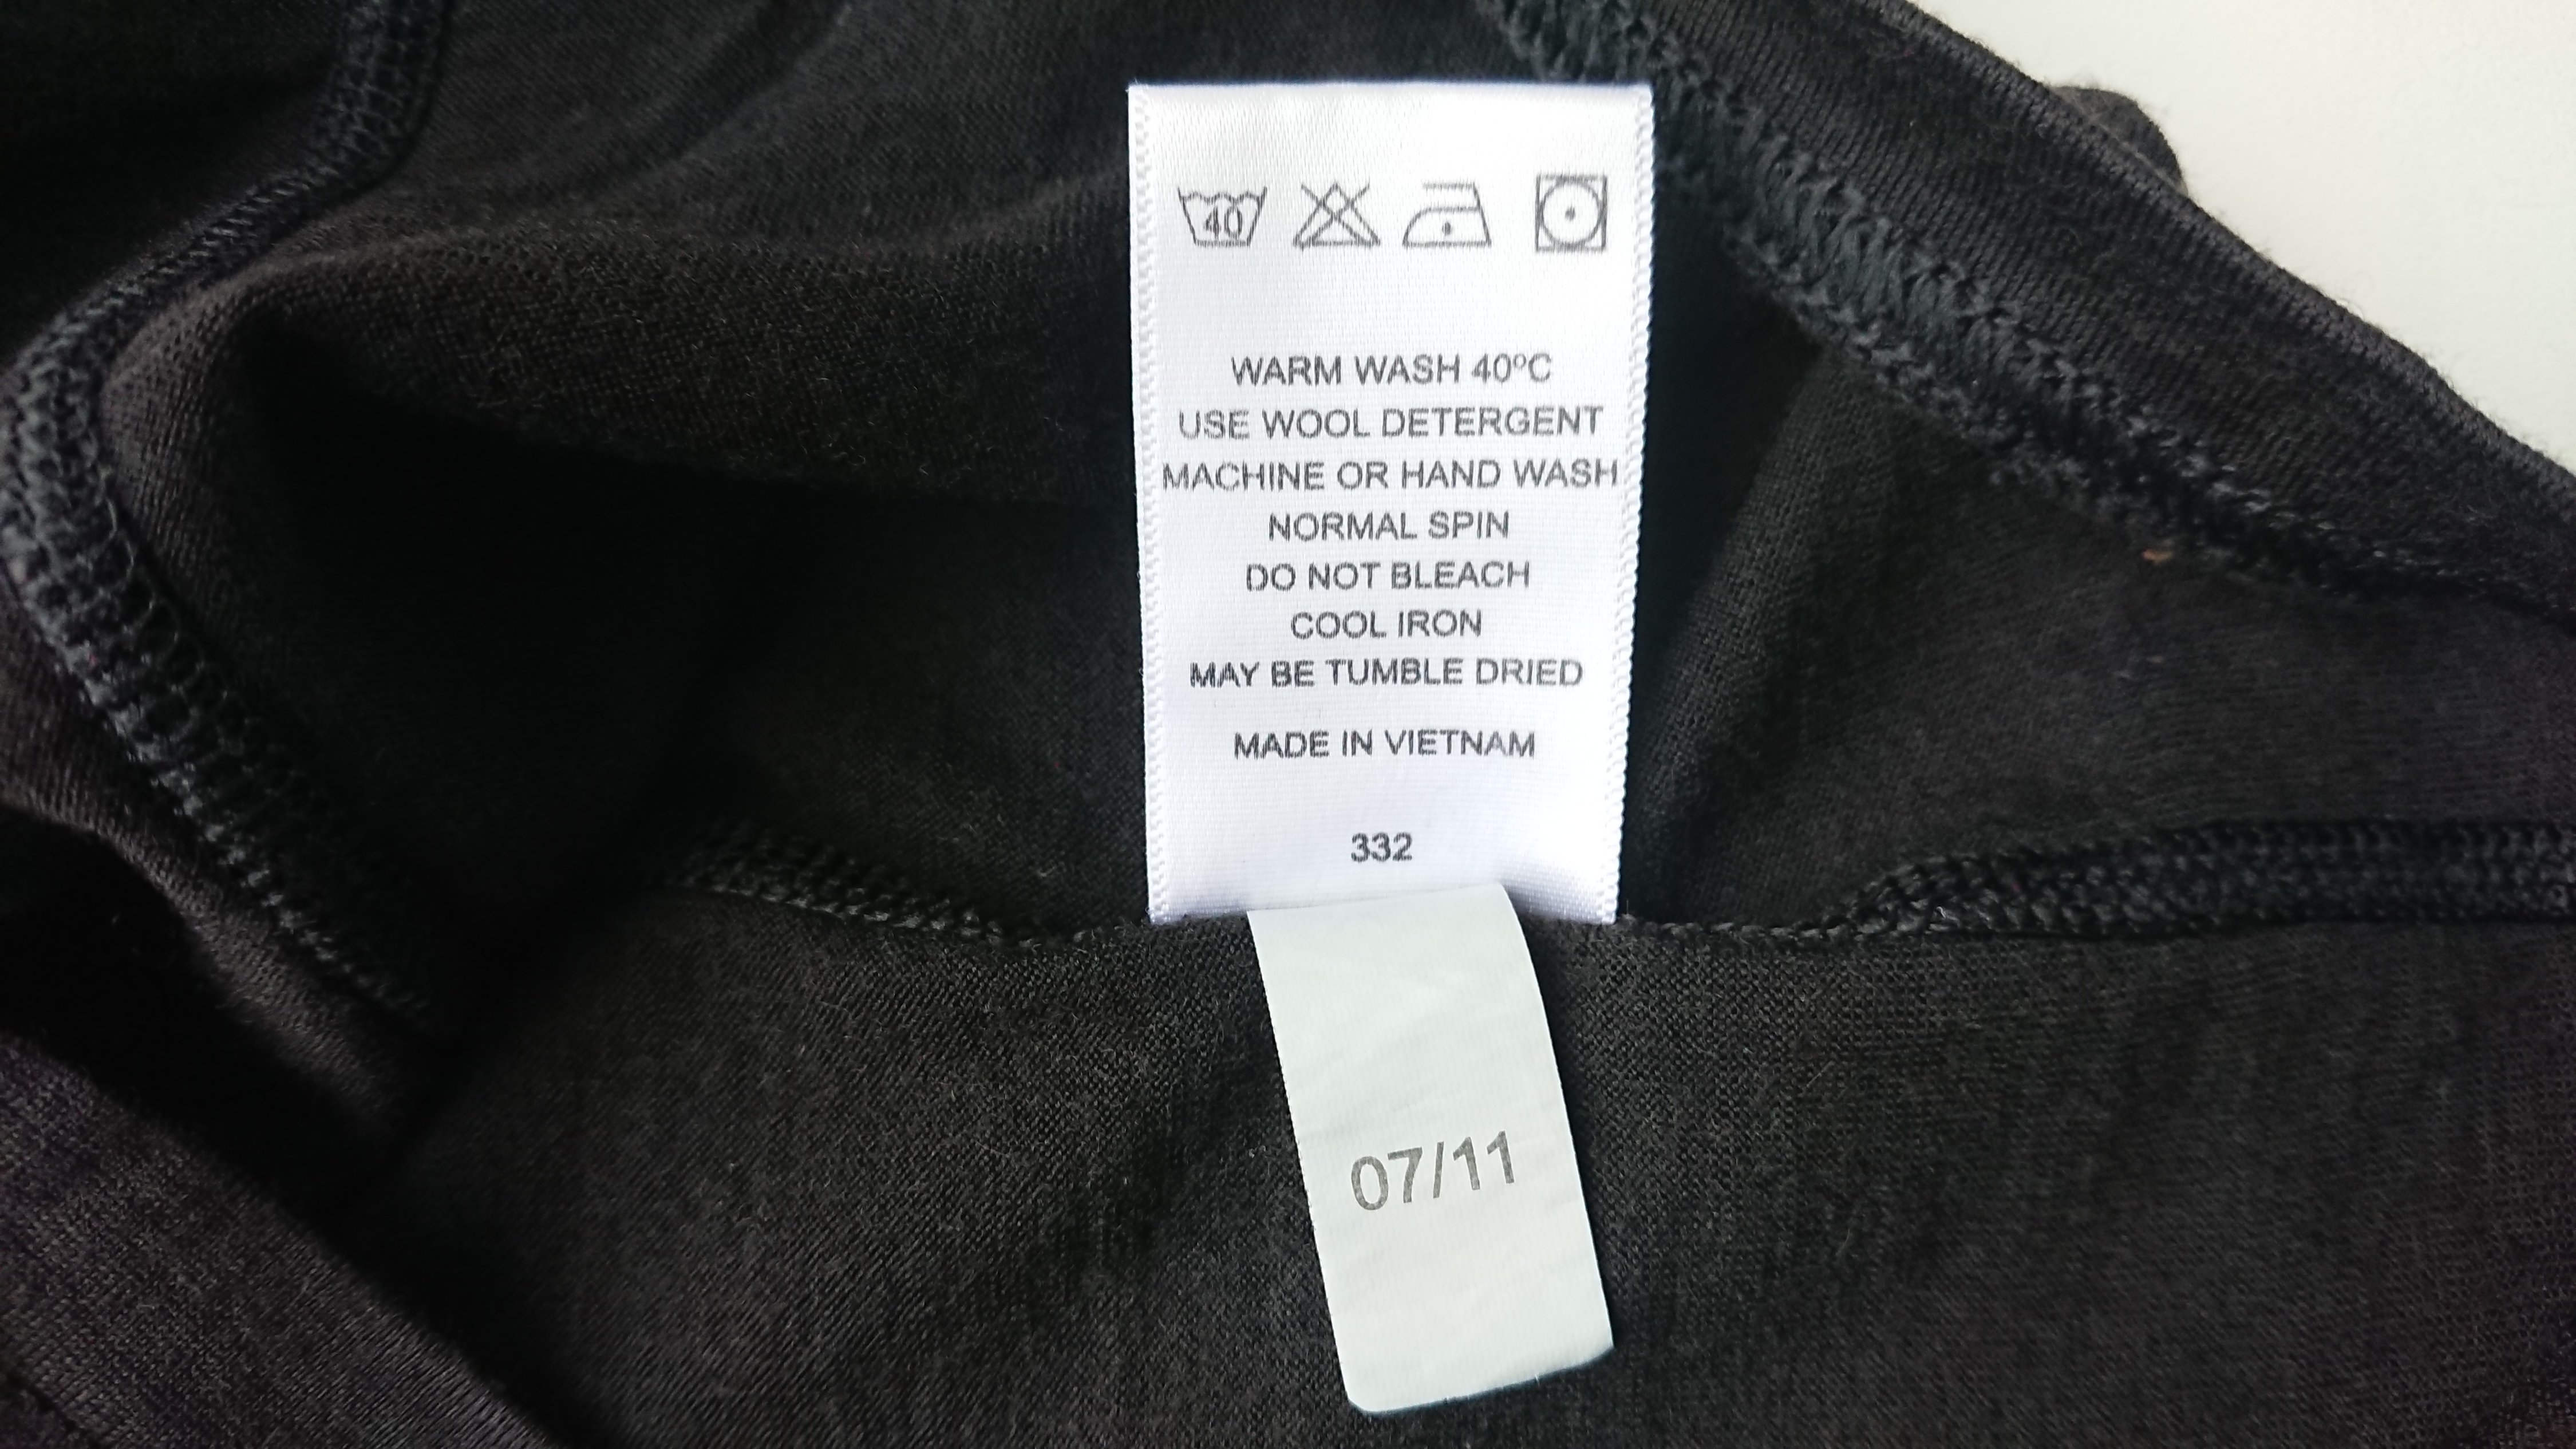 40
WARM WASH 40ºC
USE WOOL DETERGENT
MACHINE OR HAND WASH
NORMAL SPIN
DO NOT BLEACH
COOL IRON
MAY BE TUMBLE DRIED
MADE IN VIETNAM
332
07/11